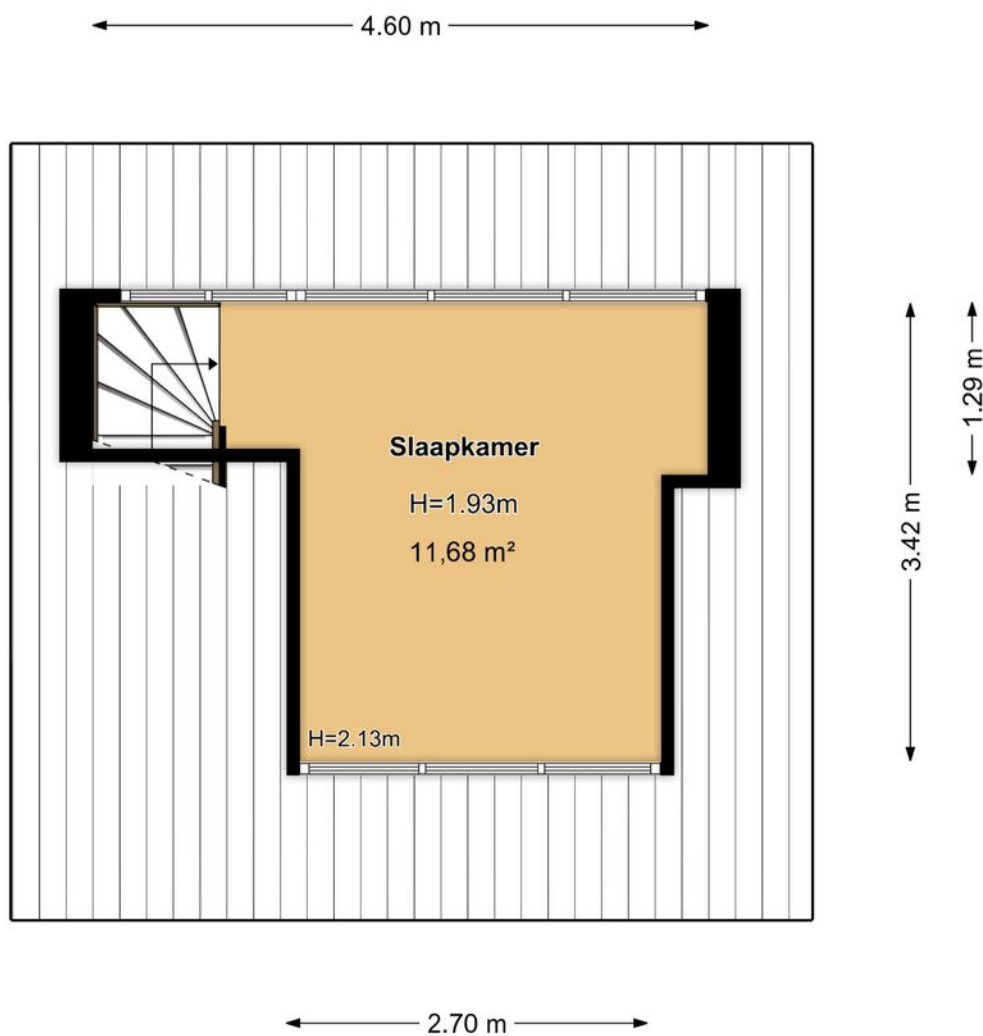 4.60 m
1.29 m
3.42 m
Slaapkamer
H=1.93m
11,68 m²
H=2.13m
2.70 m